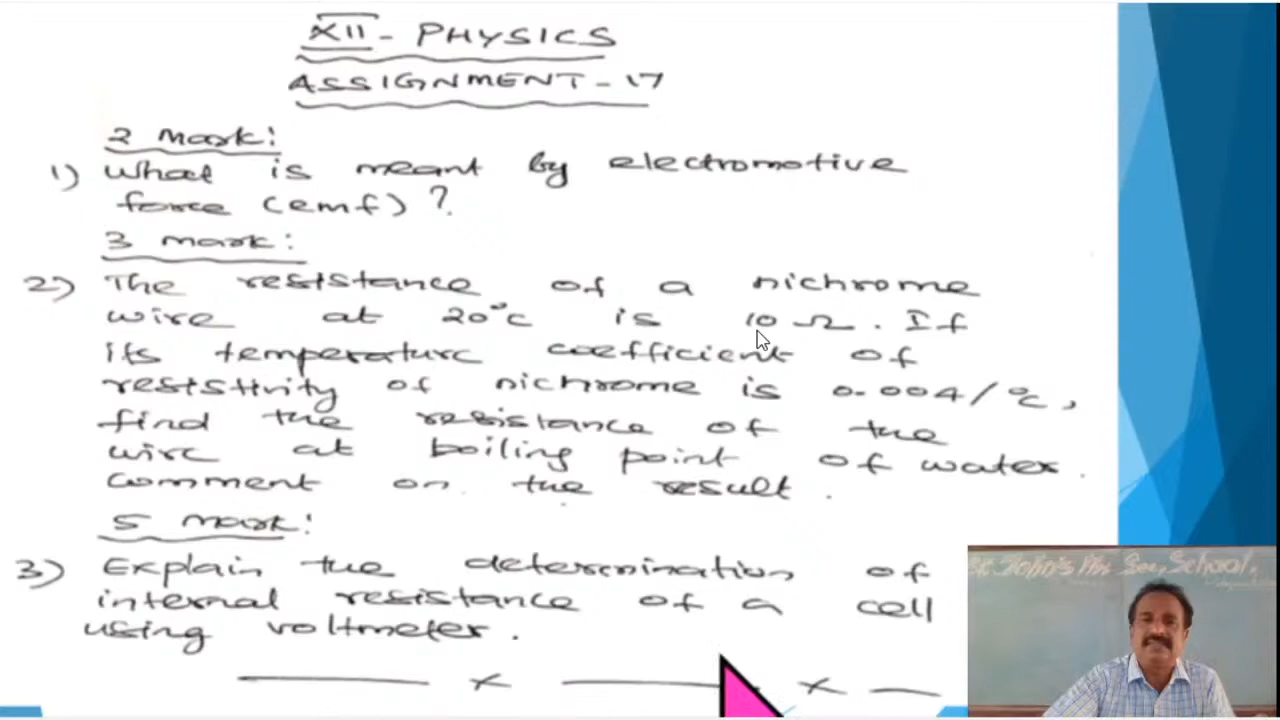 XII - PHYSICS
ASSIGNMENT - 17
2 mark:
1) What is meant by electromotive
force (emf) ?
3 mark:
2) The resistance of a nichrome
wire at 20°c is 10 Ω. If
its temperature coefficient of
resistivity of nichrome is 0.004/°c,
find the resistance of the
wire at boiling point of water.
comment on the result.
5 mark:
3) Explain the determination of
internal resistance of a cell
using voltmeter.
John's Hr. Sec. School,